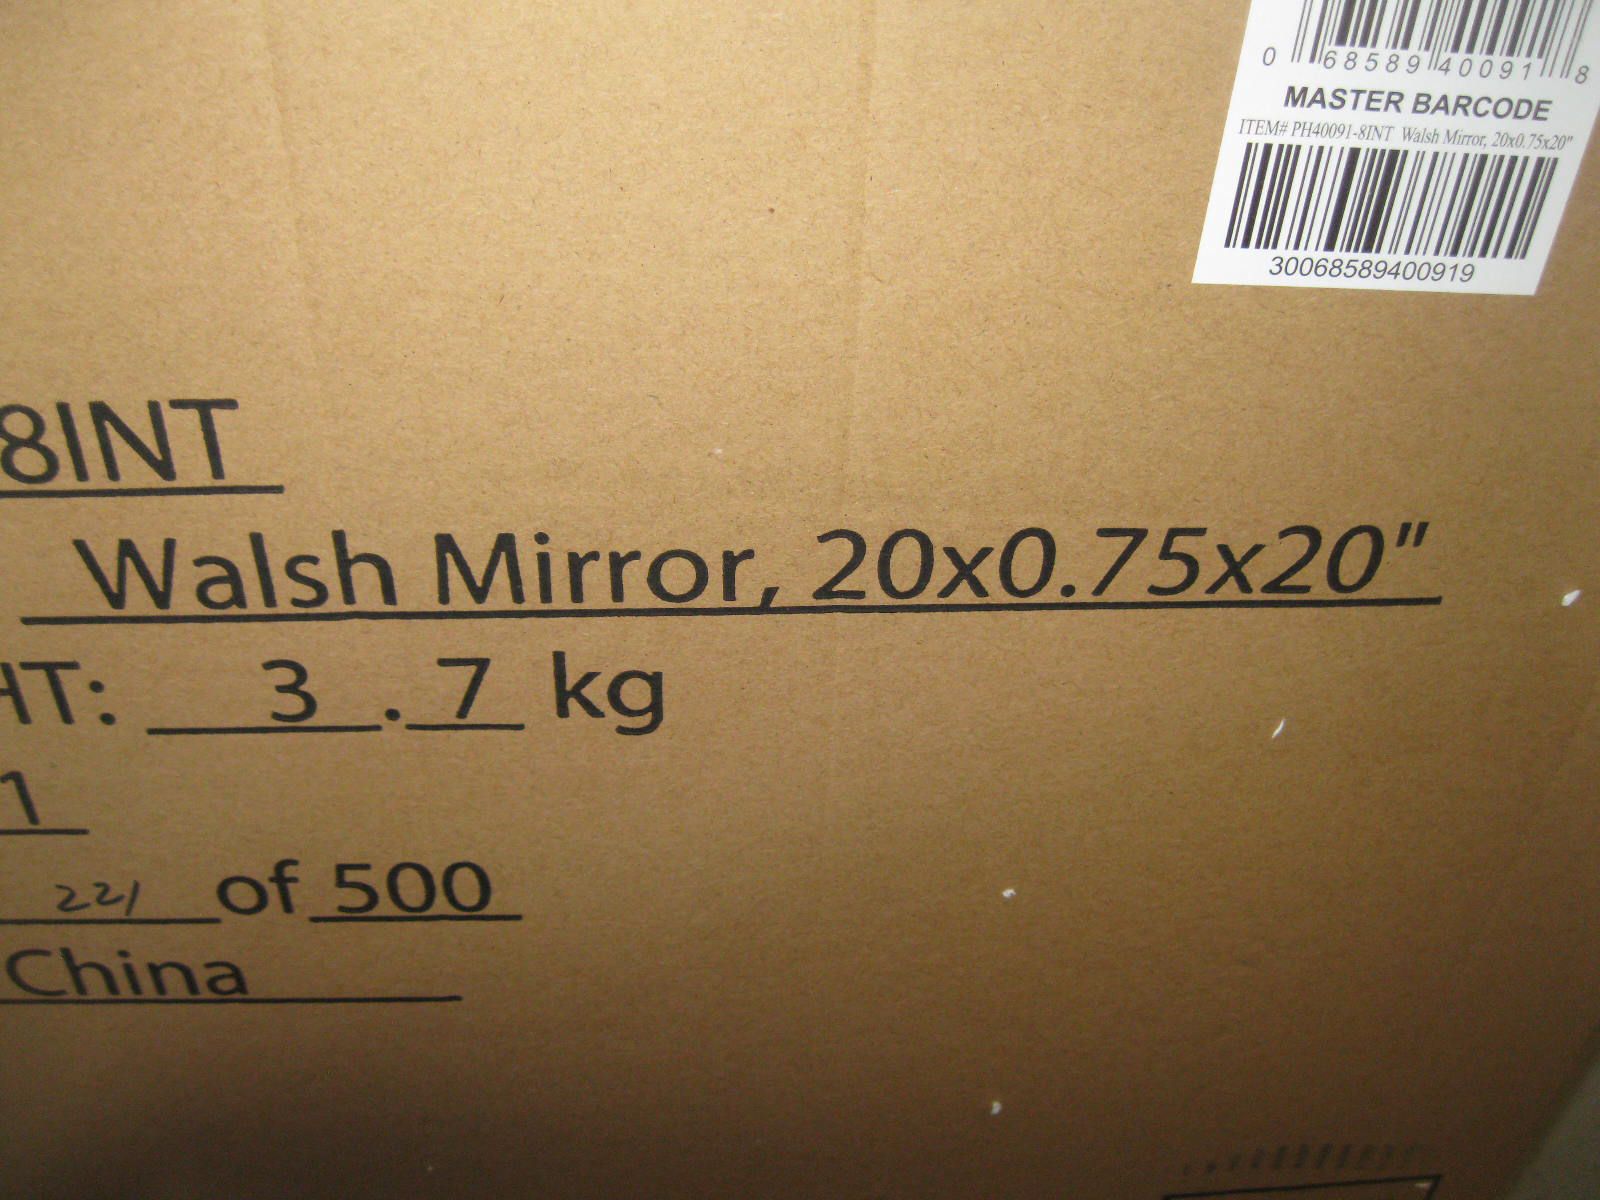 0 68589 40091 8
MASTER BARCODE
ITEM# PH40091-8INT Walsh Mirror, 20x0.75x20"
30068589400919
8INT
Walsh Mirror, 20x0.75x20"
HT: 3.7 kg
1
221 of 500
China